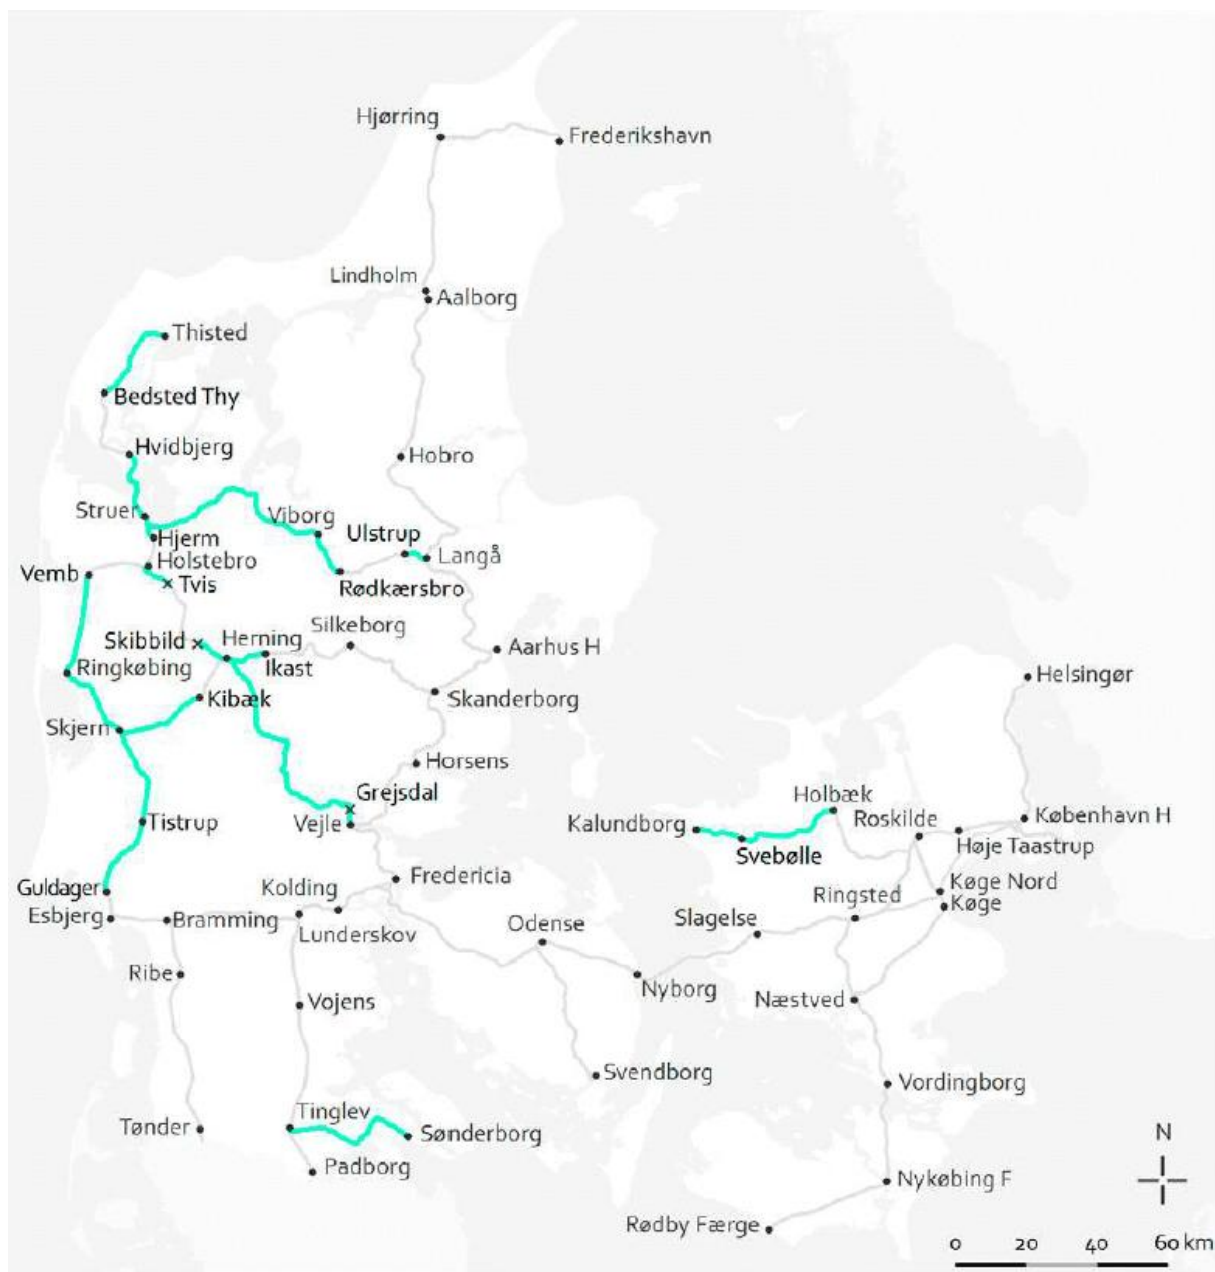 Hjørring
Frederikshavn
Lindholm
Aalborg
Thisted
Bedsted Thy
Hvidbjerg
Hobro
Struer
Viborg
Ulstrup
Hjerm
Langå
Holstebro
Vemb
Tvis
Rødkærsbro
Silkeborg
Skibbild
Herning
Aarhus H
Ringkøbing
Ikast
Helsingør
Kibæk
Skanderborg
Skjern
Horsens
Grejsdal
Holbæk
Tistrup
Vejle
Kalundborg
Roskilde
København H
Svebølle
Høje Taastrup
Fredericia
Guldager
Kolding
Køge Nord
Ringsted
Køge
Esbjerg
Bramming
Slagelse
Odense
Lunderskov
Ribe
Nyborg
Vojens
Næstved
Svendborg
Vordingborg
Tinglev
Tønder
Sønderborg
N
Padborg
Nykøbing F
Rødby Færge
0 20 40 60 km